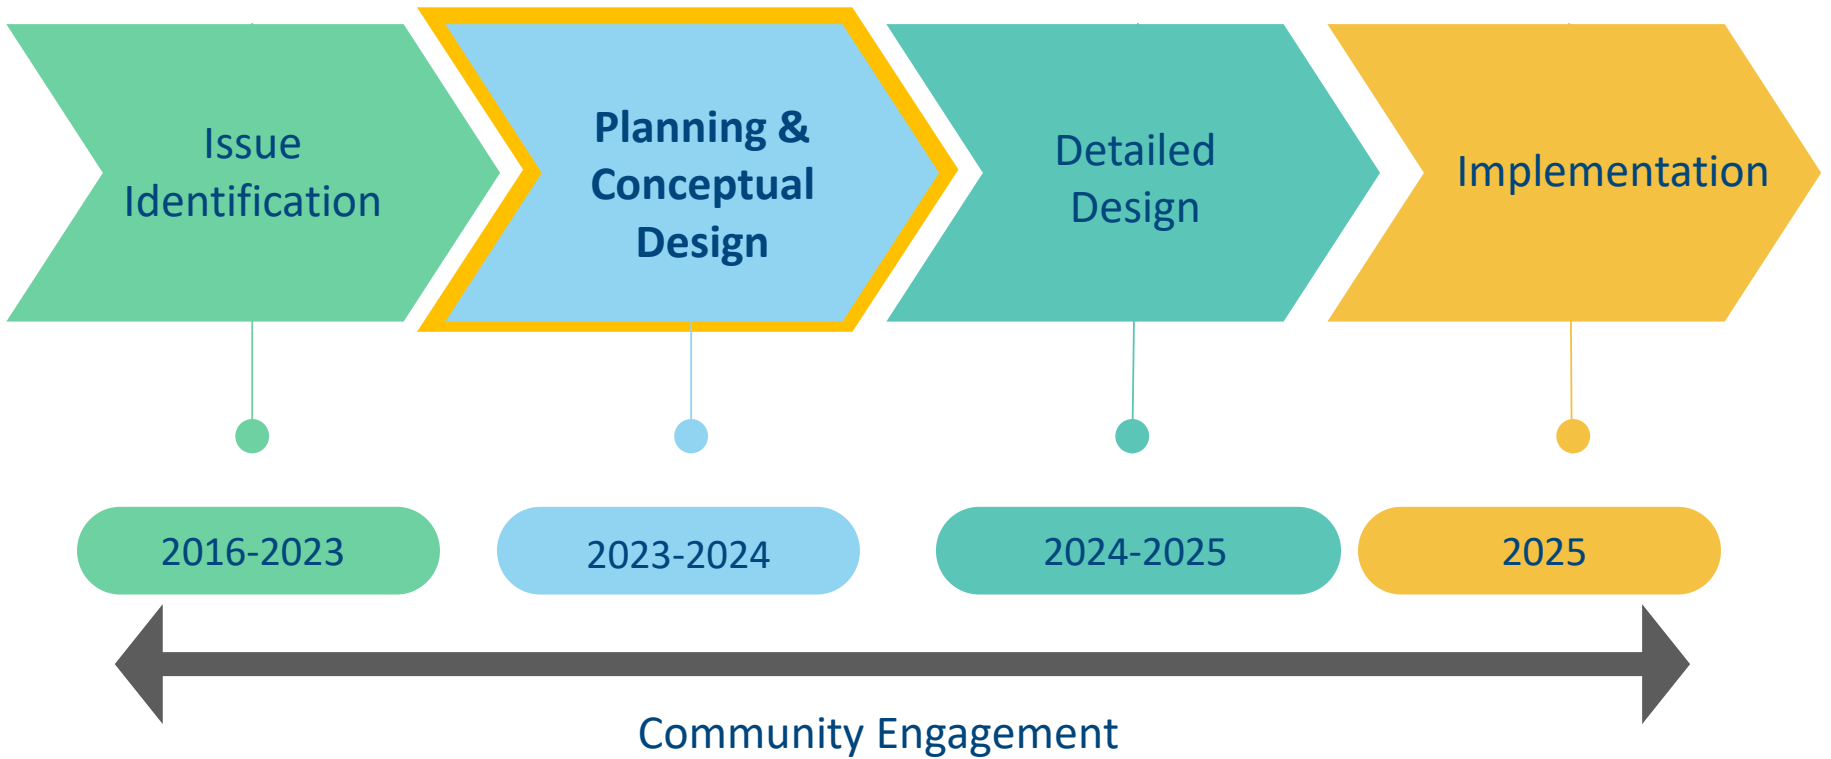 Issue
Identification
Planning &
Conceptual
Design
Detailed
Design
Implementation
2016-2023
2023-2024
2024-2025
2025
Community Engagement